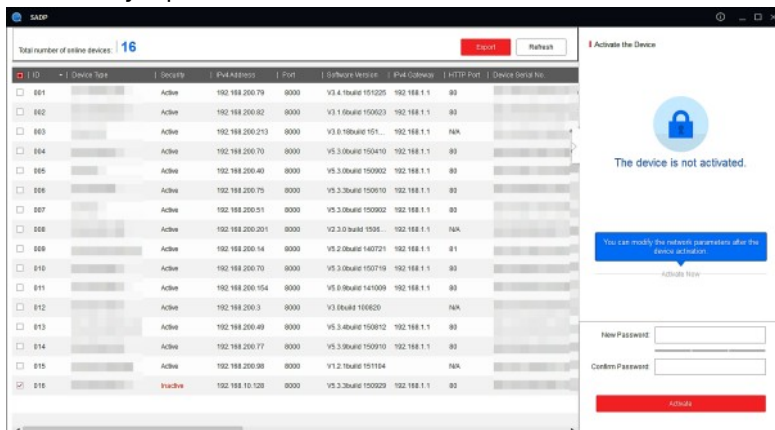 SADP
Total number of online devices: 16
Export
Refresh
ID | Device Type | Security | IPv4 Address | Port | Software Version | IPv4 Gateway | HTTP Port | Device Serial No.
001 Active 192.168.200.79 8000 V3.4.1build 151225 192.168.1.1 80
002 Active 192.168.200.82 8000 V3.1.6build 150623 192.168.1.1 80
003 Active 192.168.200.213 8000 V3.0.18build 151... 192.168.1.1 N/A
004 Active 192.168.200.70 8000 V5.3.0build 150410 192.168.1.1 80
005 Active 192.168.200.40 8000 V5.3.0build 150902 192.168.1.1 80
006 Active 192.168.200.75 8000 V5.3.3build 150610 192.168.1.1 80
007 Active 192.168.200.51 8000 V5.3.0build 150902 192.168.1.1 80
008 Active 192.168.200.201 8000 V2.3.0 build 1506... 192.168.1.1 N/A
009 Active 192.168.200.14 8000 V5.2.0build 140721 192.168.1.1 81
010 Active 192.168.200.70 8000 V5.3.0build 150719 192.168.1.1 80
011 Active 192.168.200.154 8000 V5.0.9build 141009 192.168.1.1 80
012 Active 192.168.200.3 8000 V3.0build 100820 N/A
013 Active 192.168.200.49 8000 V5.3.4build 150812 192.168.1.1 80
014 Active 192.168.200.77 8000 V5.3.9build 150910 192.168.1.1 80
015 Active 192.168.200.98 8000 V1.2.1build 151104 N/A
016 Inactive 192.168.10.128 8000 V5.3.3build 150929 192.168.1.1 80
Activate the Device
The device is not activated.
You can modify the network parameters after the
device activation.
Activate Now
New Password:
Confirm Password:
Activate